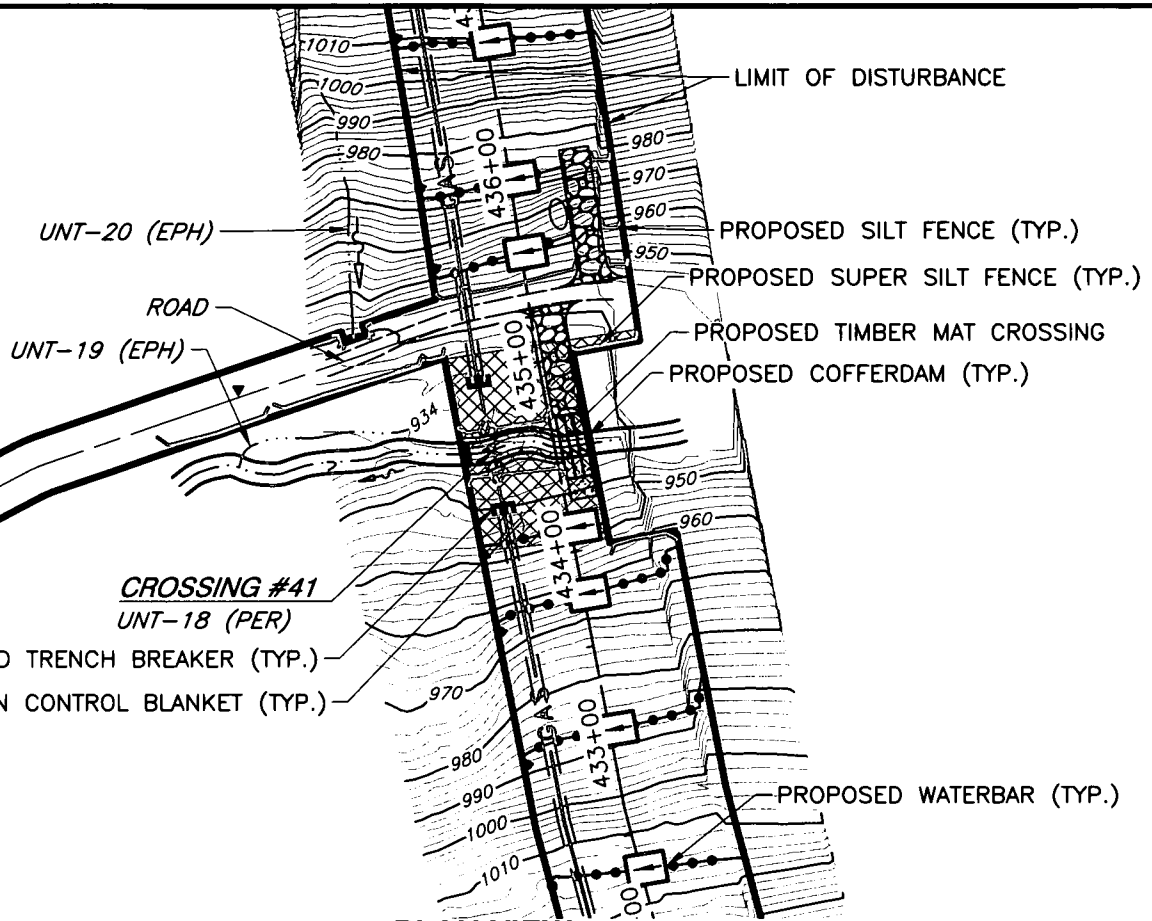 1010
1000
LIMIT OF DISTURBANCE
990
980
980
GAS
436+00
970
960
UNT-20 (EPH)
PROPOSED SILT FENCE (TYP.)
950
PROPOSED SUPER SILT FENCE (TYP.)
ROAD
PROPOSED TIMBER MAT CROSSING
UNT-19 (EPH)
435+00
PROPOSED COFFERDAM (TYP.)
934
950
960
434+00
CROSSING #41
UNT-18 (PER)
TRENCH BREAKER (TYP.)
CONTROL BLANKET (TYP.)
970
GAS
433+00
980
990
PROPOSED WATERBAR (TYP.)
1000
1010